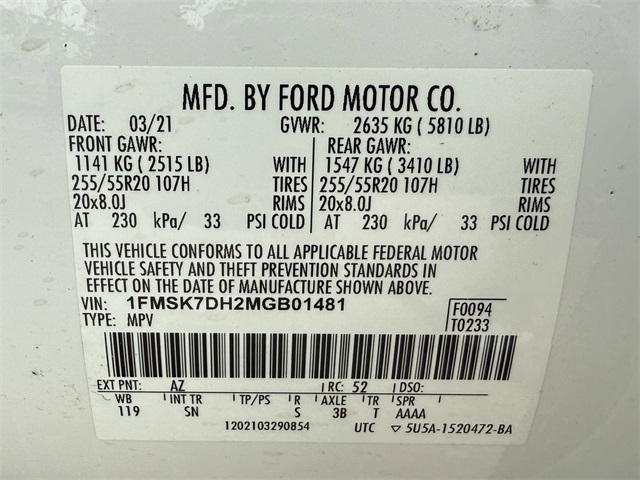 MFD. BY FORD MOTOR CO.
DATE: 03/21 GVWR: 2635 KG ( 5810 LB)
FRONT GAWR: REAR GAWR:
1141 KG ( 2515 LB) WITH 1547 KG ( 3410 LB) WITH
255/55R20 107H TIRES 255/55R20 107H TIRES
20x8.0J RIMS 20x8.0J RIMS
AT 230 kPa/ 33 PSI COLD AT 230 kPa/ 33 PSI COLD
THIS VEHICLE CONFORMS TO ALL APPLICABLE FEDERAL MOTOR
VEHICLE SAFETY AND THEFT PREVENTION STANDARDS IN
EFFECT ON THE DATE OF MANUFACTURE SHOWN ABOVE.
VIN: 1FMSK7DH2MGB01481 F0094
TYPE: MPV T0233
EXT PNT: AZ RC: 52 DSO:
WB INT TR TP/PS R AXLE TR SPR
119 SN S 3B T AAAA
1202103290854 UTC ▽ 5U5A-1520472-BA